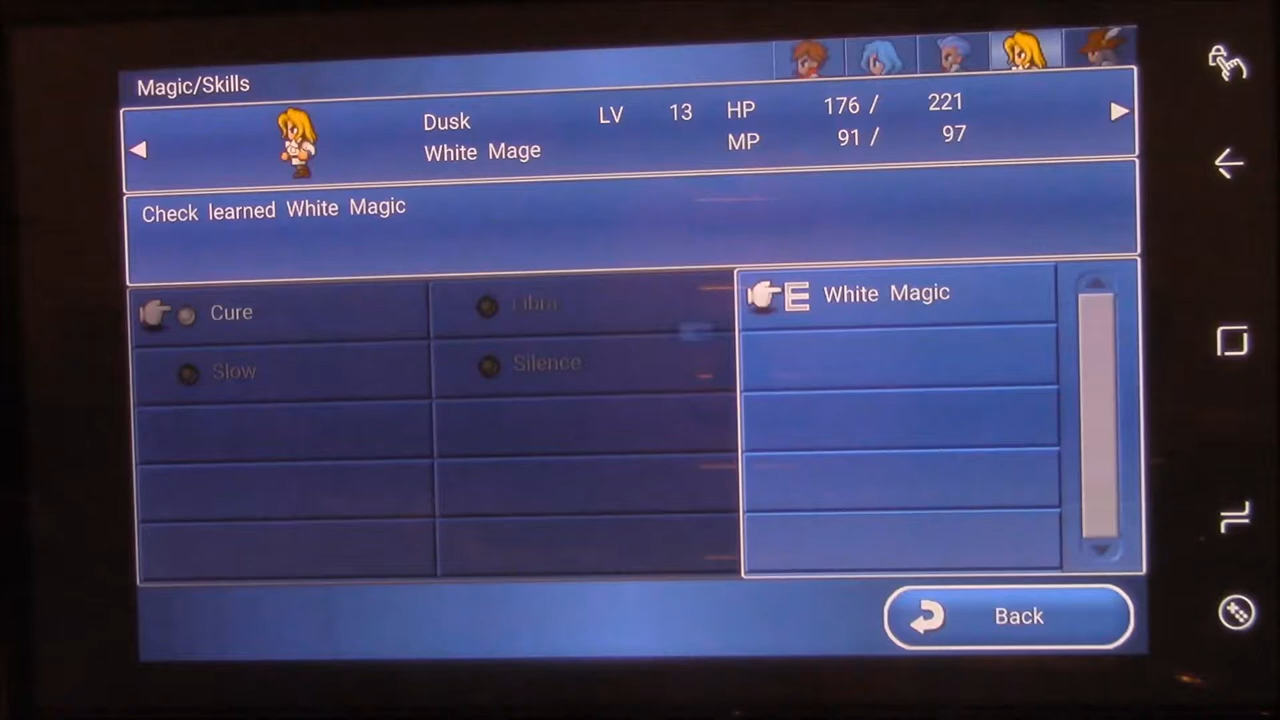 Magic/Skills
Dusk LV 13 HP 176 / 221
White Mage MP 91 / 97
Check learned White Magic
Cure Libra E White Magic
Slow Silence
Back